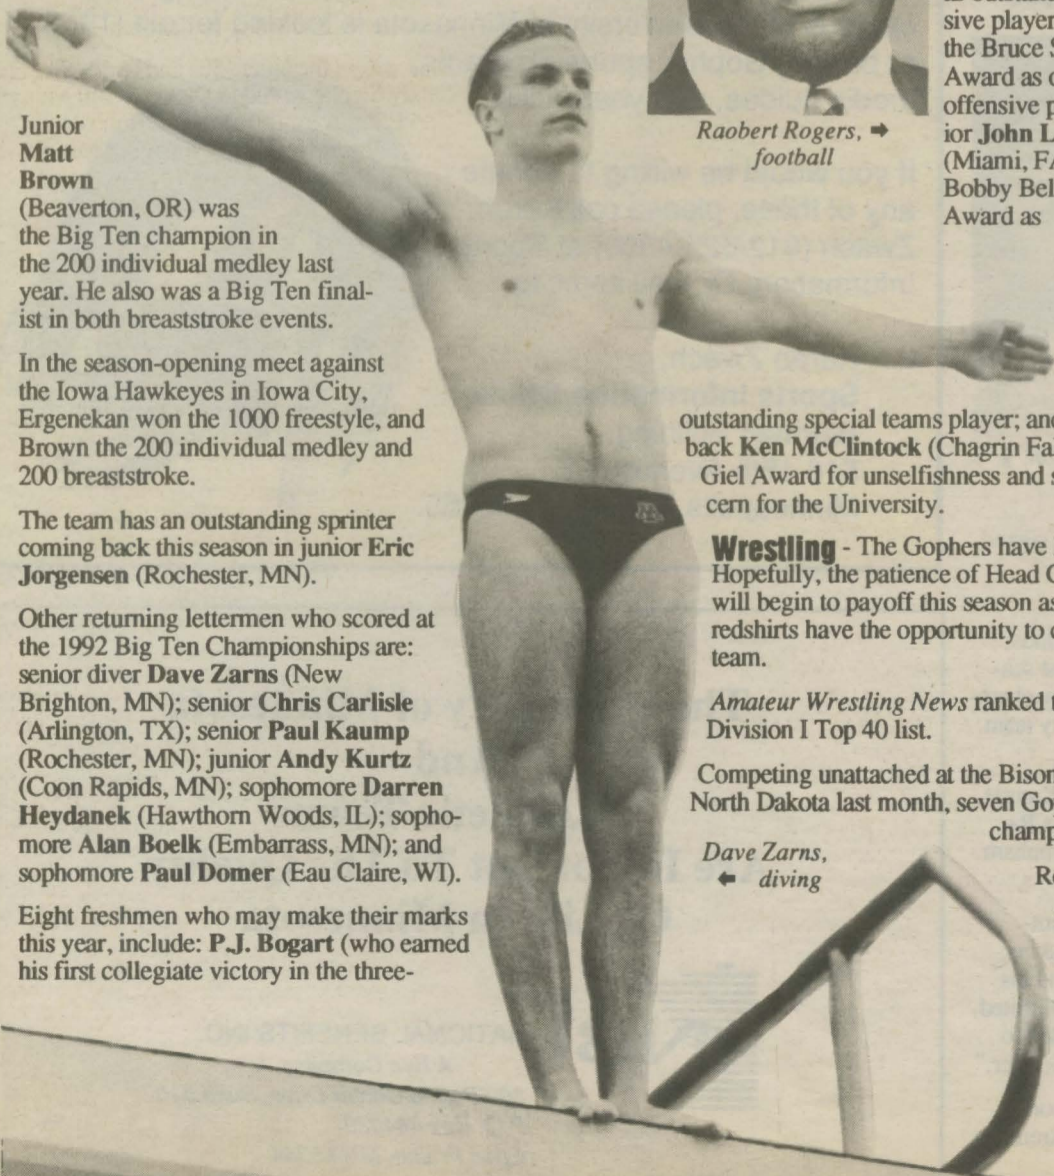 Junior
Matt
Brown
(Beaverton, OR) was
the Big Ten champion in
the 200 individual medley last
year. He also was a Big Ten final-
ist in both breaststroke events.
In the season-opening meet against
the Iowa Hawkeyes in Iowa City,
Ergenekan won the 1000 freestyle, and
Brown the 200 individual medley and
200 breaststroke.
The team has an outstanding sprinter
coming back this season in junior Eric
Jorgensen (Rochester, MN).
Other returning lettermen who scored at
the 1992 Big Ten Championships are:
senior diver Dave Zarns (New
Brighton, MN); senior Chris Carlisle
(Arlington, TX); senior Paul Kaump
(Rochester, MN); junior Andy Kurtz
(Coon Rapids, MN); sophomore Darren
Heydanek (Hawthorn Woods, IL); sopho-
more Alan Boelk (Embarrass, MN); and
sophomore Paul Domer (Eau Claire, WI).
Eight freshmen who may make their marks
this year, include: P.J. Bogart (who earned
his first collegiate victory in the three-
Raobert Rogers, ➡
football
sive player
the Bruce S
Award as o
offensive p
ior John L
(Miami, FA
Bobby Bel
Award as
outstanding special teams player; and
back Ken McClintock (Chagrin Fa
Giel Award for unselfishness and s
cern for the University.
Wrestling - The Gophers have
Hopefully, the patience of Head C
will begin to payoff this season as
redshirts have the opportunity to c
team.
Amateur Wrestling News ranked t
Division I Top 40 list.
Competing unattached at the Bison
North Dakota last month, seven Go
champ
Re
Dave Zarns,
⬅ diving